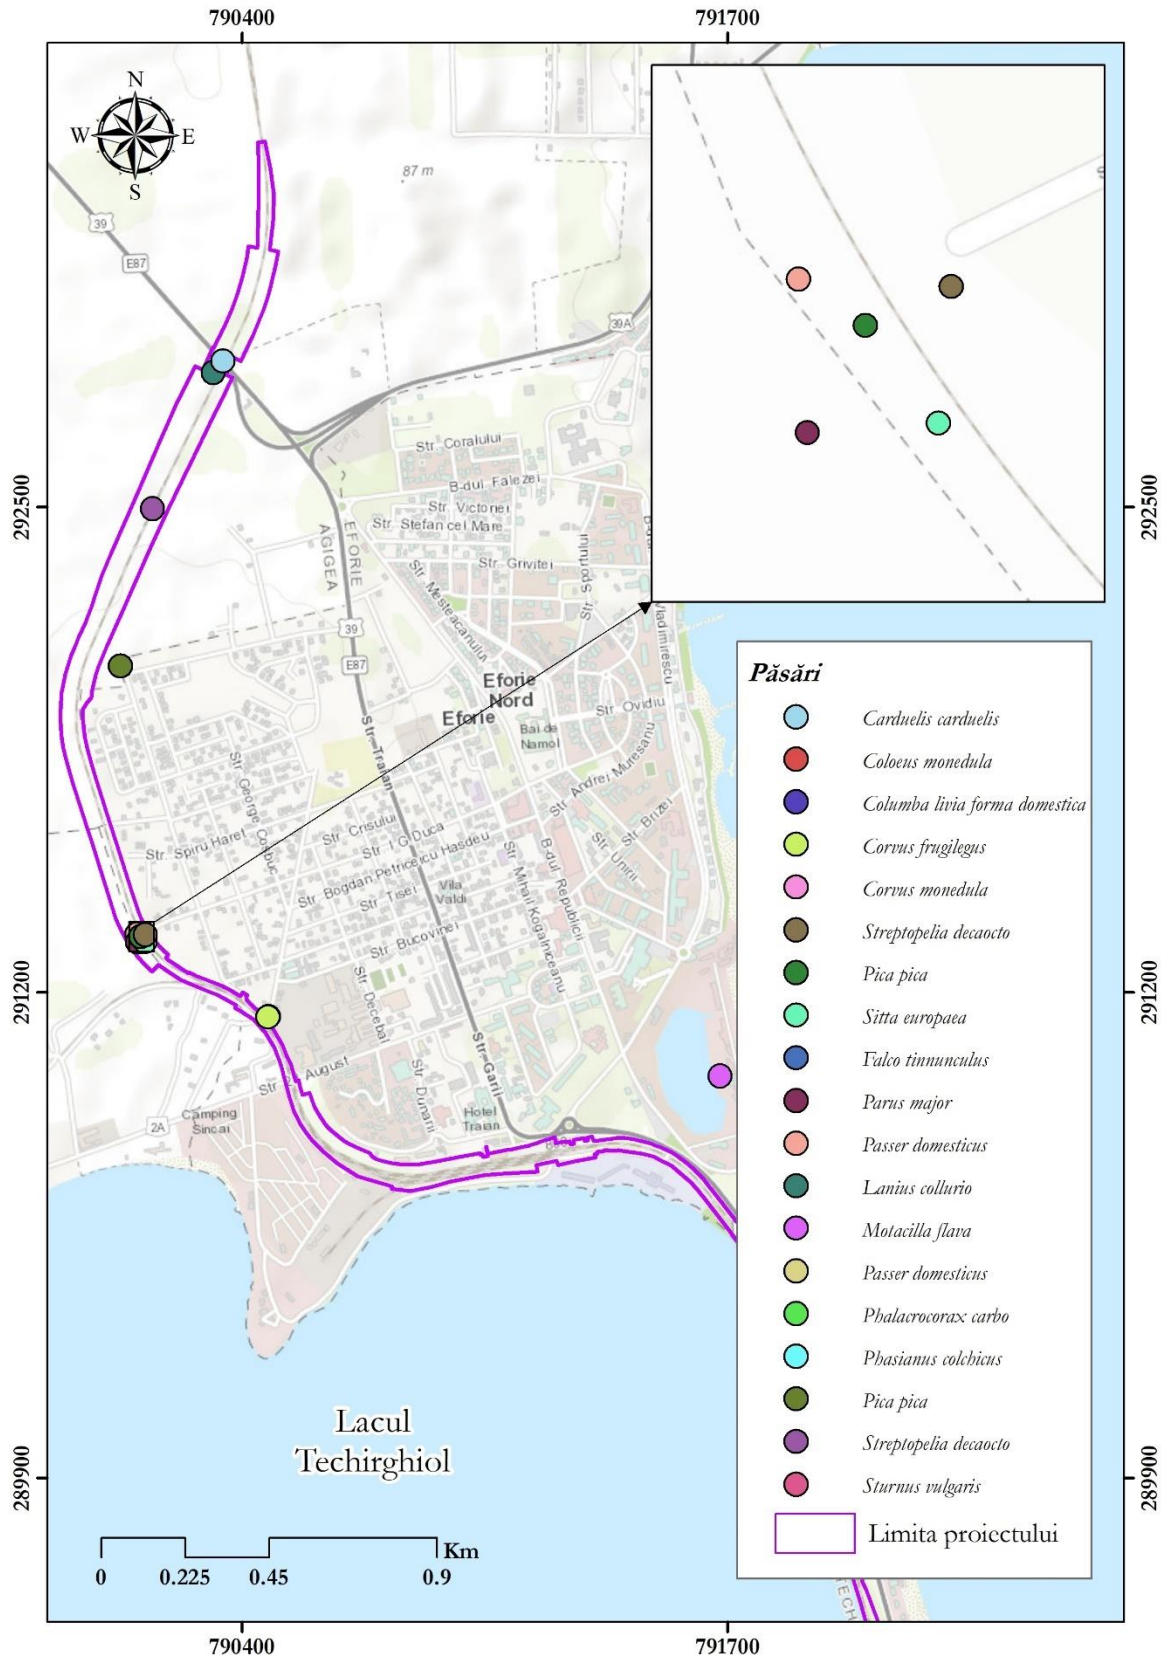 790400
791700
N
W
E
S
87 m
39
E87
39A
Str. Coralului
B-dul Falezei
Str. Victoriei
Str. Stefan cel Mare
292500
292500
AGIGEA
EFORIE
Str. Grivitei
Str. Sportului
Str. Mesteacanului
Vladimirescu
39
E87
Eforie
Nord
Eforie
Str. Ovidiu
Bai de
Namol
Str. Traian
Str. Andrei Muresanu
Str. George Cosbuc
Str. Crisului
Str. I G Duca
Str. Brizei
Str. Spiru Haret
Str. Bogdan Petriceicu Hasdeu
Str. Unirii
Str. Tisei
Vila
Valdi
Str. Mihail Kogalniceanu
B-dul Republicii
Str. Bucovinei
291200
291200
Str. Decebal
Str. Garii
August
Str. Dunarii
2A
Camping
Sincai
Hotel
Traian
Păsări
Carduelis carduelis
Coloeus monedula
Columba livia forma domestica
Corvus frugilegus
Corvus monedula
Streptopelia decaocto
Pica pica
Sitta europaea
Falco tinnunculus
Parus major
Passer domesticus
Lanius collurio
Motacilla flava
Passer domesticus
Phalacrocorax carbo
Phasianus colchicus
Pica pica
Streptopelia decaocto
Sturnus vulgaris
Limita proiectului
Lacul
Techirghiol
289900
289900
Km
0
0.225
0.45
0.9
TECH
790400
791700